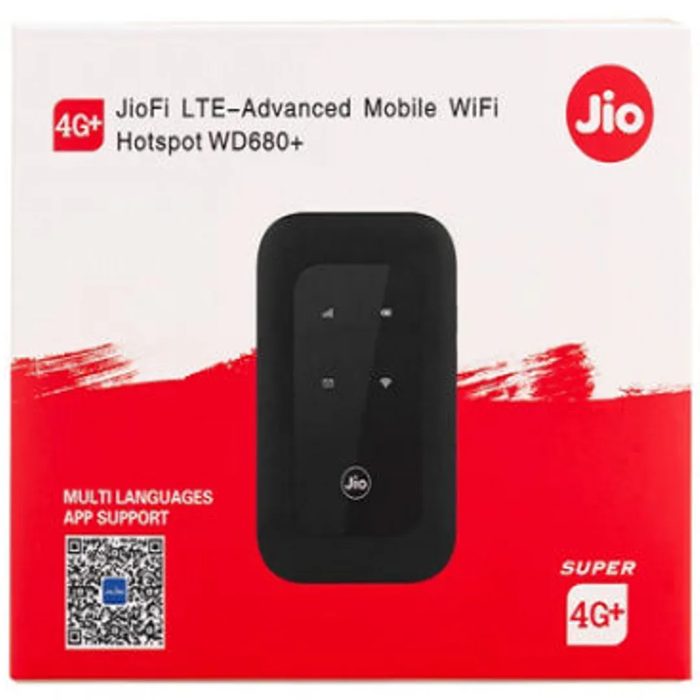 4G+
JioFi LTE-Advanced Mobile WiFi
Hotspot WD680+
Jio
Jio
MULTI LANGUAGES
APP SUPPORT
SUPER
4G+